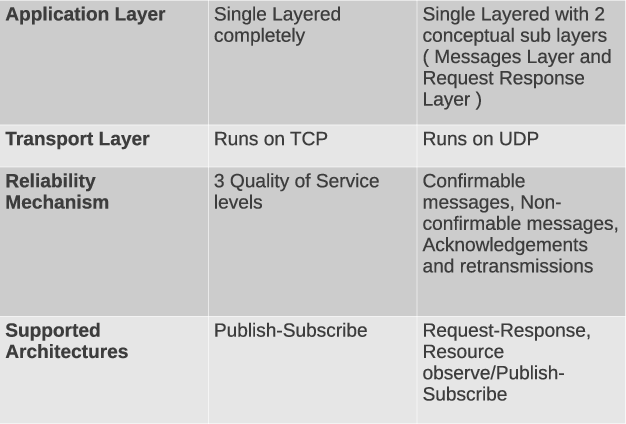 Application Layer
Single Layered
completely
Single Layered with 2
conceptual sub layers
( Messages Layer and
Request Response
Layer )
Transport Layer
Runs on TCP
Runs on UDP
Reliability
Mechanism
3 Quality of Service
levels
Confirmable
messages, Non-
confirmable messages,
Acknowledgements
and retransmissions
Supported
Architectures
Publish-Subscribe
Request-Response,
Resource
observe/Publish-
Subscribe